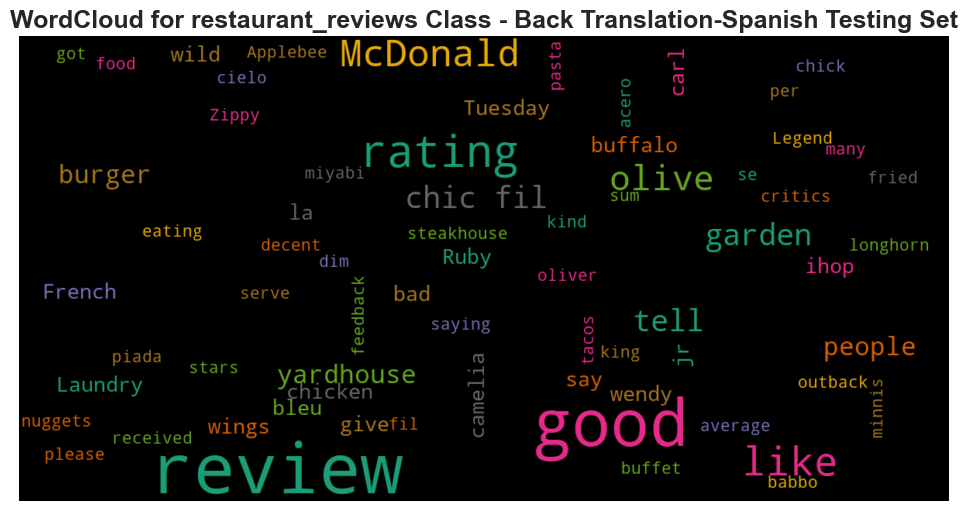 WordCloud for restaurant_reviews Class - Back Translation-Spanish Testing Set
got
food
wild
Applebee
cielo
McDonald
pasta
carl
chick
per
Zippy
Tuesday
acero
Legend
many
rating
buffalo
burger
miyabi
chic fil
olive
sum
se
critics
fried
la
eating
decent
dim
steakhouse
Ruby
kind
oliver
garden
longhorn
ihop
French
serve
feedback
bad
saying
tell
tacos
king
jr
people
piada
stars
Laundry
yardhouse
chicken
bleu
camelia
say
wendy
outback
minnis
nuggets
received
please
wings
give
fil
good
average
review
buffet
like
babbo